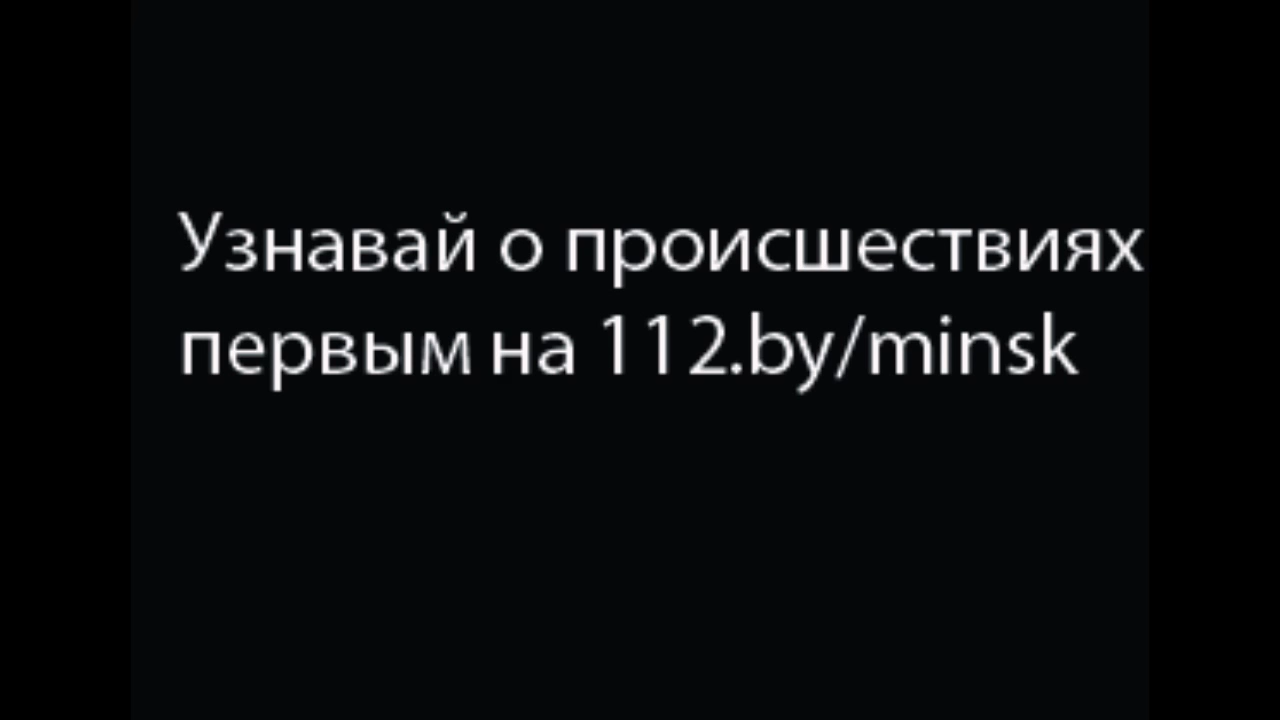 Узнавай о происшествиях
первым на 112.by/minsk